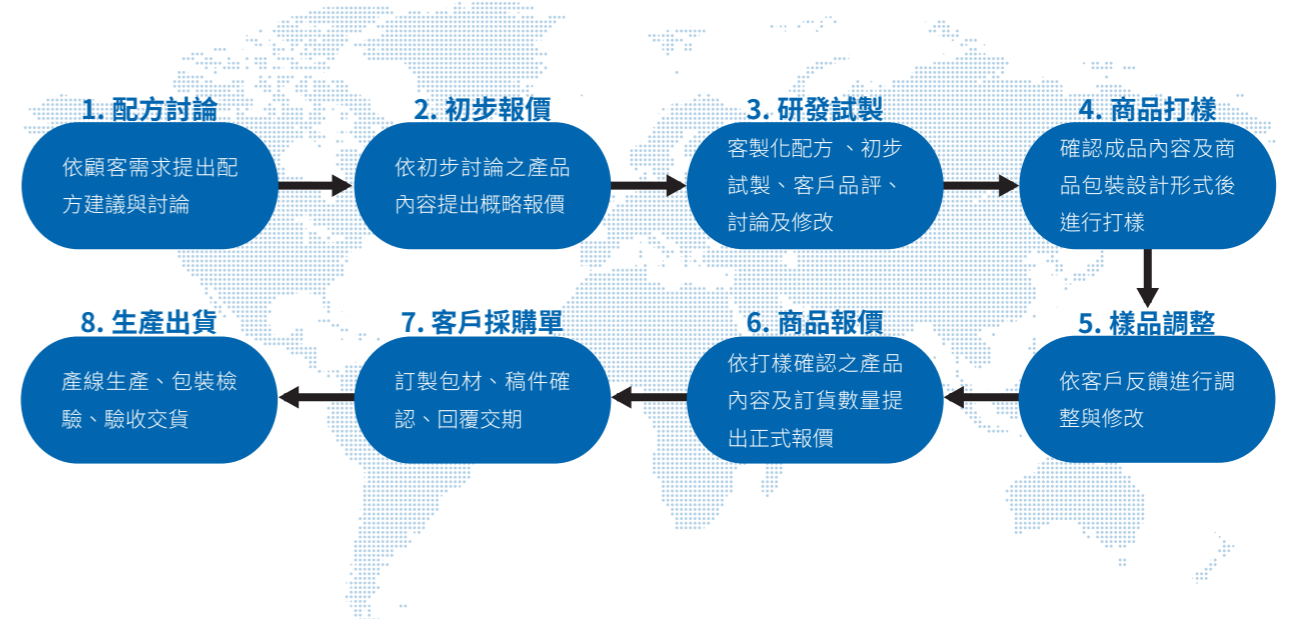 1. 配方討論
依顧客需求提出配
方建議與討論
2. 初步報價
依初步討論之產品
內容提出概略報價
3. 研發試製
客製化配方 、初步
試製、客戶品評、
討論及修改
4. 商品打樣
確認成品內容及商
品包裝設計形式後
進行打樣
5. 樣品調整
依客戶反饋進行調
整與修改
6. 商品報價
依打樣確認之產品
內容及訂貨數量提
出正式報價
7. 客戶採購單
訂製包材、稿件確
認、回覆交期
8. 生產出貨
產線生產、包裝檢
驗、驗收交貨